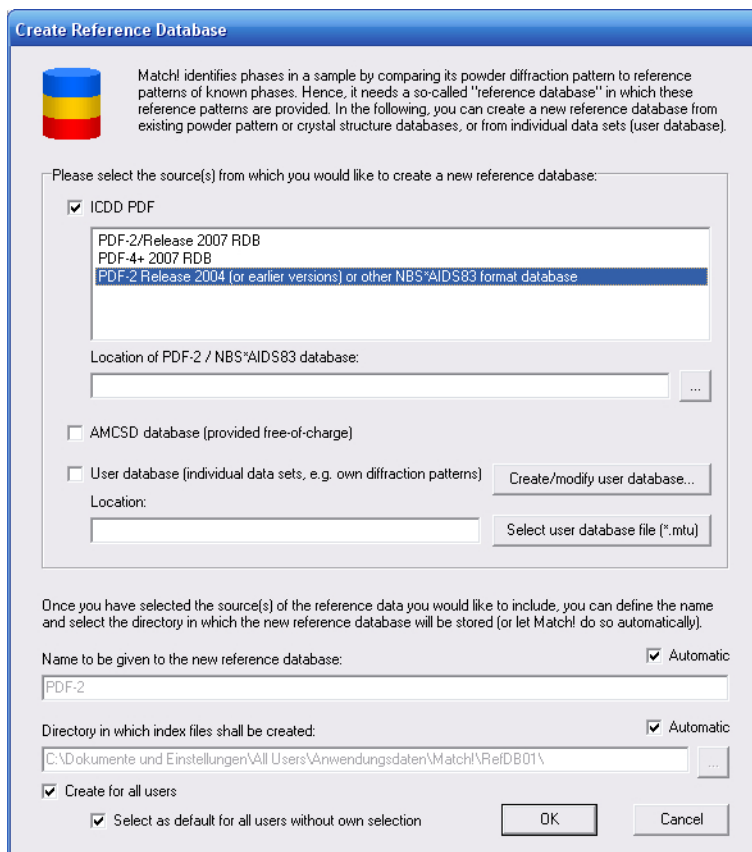 Create Reference Database
Match! identifies phases in a sample by comparing its powder diffraction pattern to reference
patterns of known phases. Hence, it needs a so-called "reference database" in which these
reference patterns are provided. In the following, you can create a new reference database from
existing powder pattern or crystal structure databases, or from individual data sets (user database).
Please select the source(s) from which you would like to create a new reference database:
ICDD PDF
PDF-2/Release 2007 RDB
PDF-4+ 2007 RDB
PDF-2 Release 2004 (or earlier versions) or other NBS*AIDS83 format database
Location of PDF-2 / NBS*AIDS83 database:
...
AMCSD database (provided free-of-charge)
User database (individual data sets, e.g. own diffraction patterns)
Create/modify user database...
Location:
Select user database file (*.mtu)
Once you have selected the source(s) of the reference data you would like to include, you can define the name
and select the directory in which the new reference database will be stored (or let Match! do so automatically).
Name to be given to the new reference database:
Automatic
PDF-2
Directory in which index files shall be created:
Automatic
C:\Dokumente und Einstellungen\All Users\Anwendungsdaten\Match!\RefDB01\
...
Create for all users
Select as default for all users without own selection
OK
Cancel